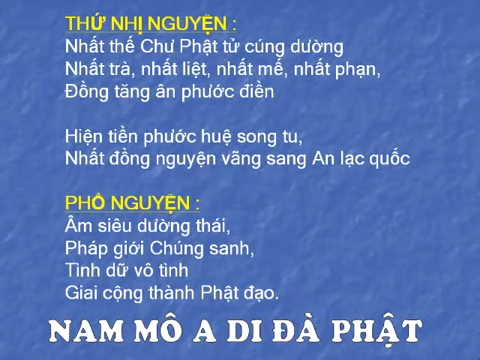 THỨ NHỊ NGUYỆN :
Nhất thế Chư Phật tử cúng dường
Nhất trà, nhất liệt, nhất mể, nhất phạn,
Đồng tăng ân phước điền
Hiện tiền phước huệ song tu,
Nhất đồng nguyện vãng sang An lạc quốc
PHỔ NGUYỆN :
Âm siêu dường thái,
Pháp giới Chúng sanh,
Tình dữ vô tình
Giai cộng thành Phật đạo.
NAM MÔ A DI ĐÀ PHẬT